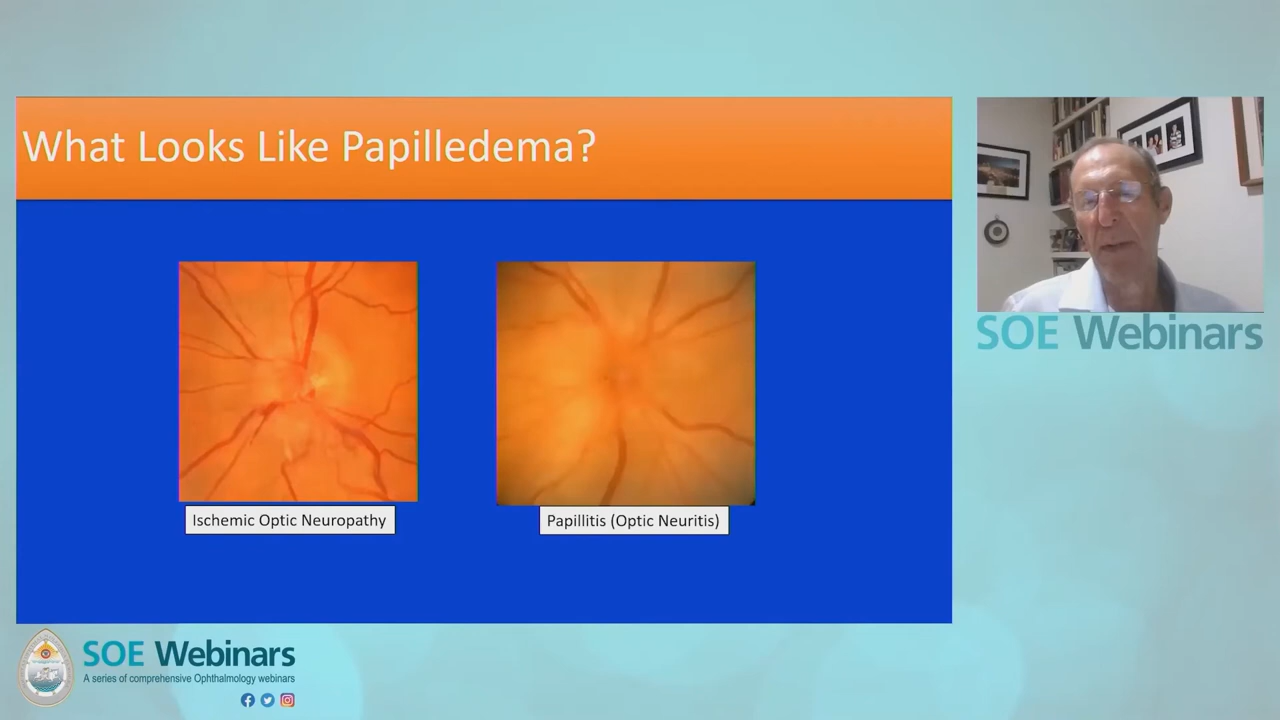 What Looks Like Papilledema?
Ischemic Optic Neuropathy
Papillitis (Optic Neuritis)
SOE Webinars
SOE Webinars
A series of comprehensive Ophthalmology webinars